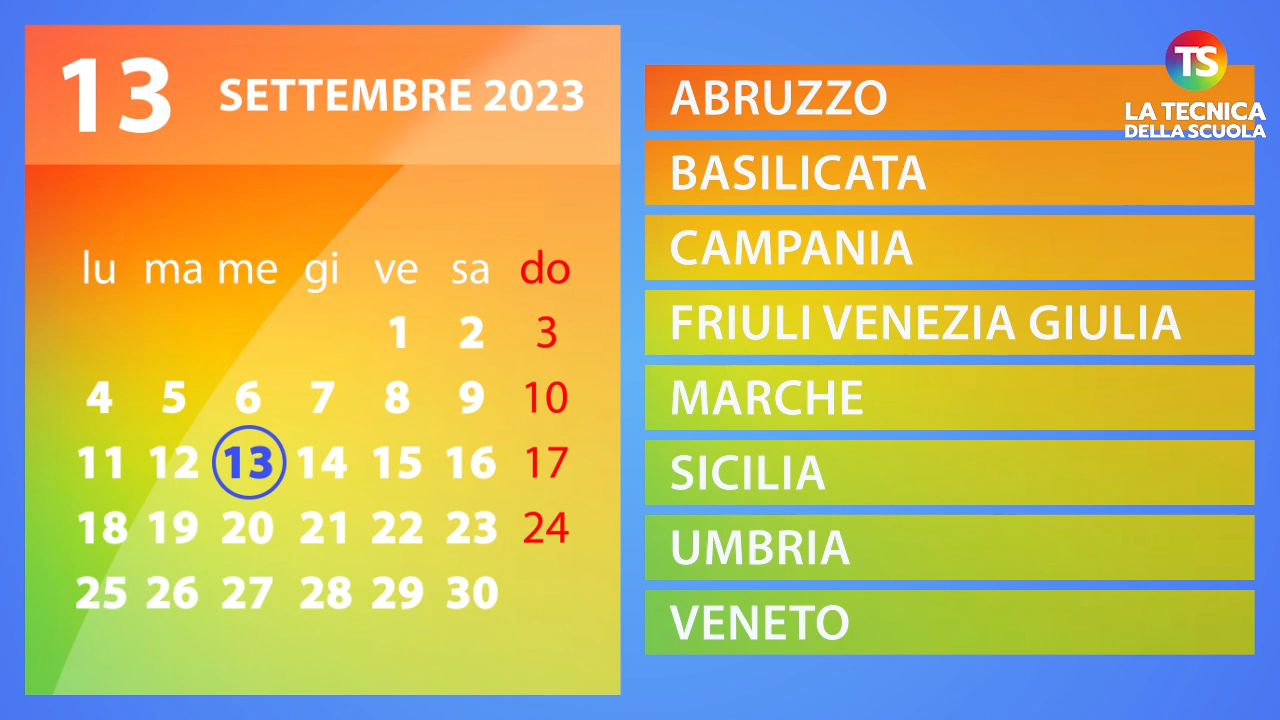 13 SETTEMBRE 2023
lu ma me gi ve sa do
1 2 3
4 5 6 7 8 9 10
11 12 13 14 15 16 17
18 19 20 21 22 23 24
25 26 27 28 29 30
TS
LA TECNICA
DELLA SCUOLA
ABRUZZO
BASILICATA
CAMPANIA
FRIULI VENEZIA GIULIA
MARCHE
SICILIA
UMBRIA
VENETO